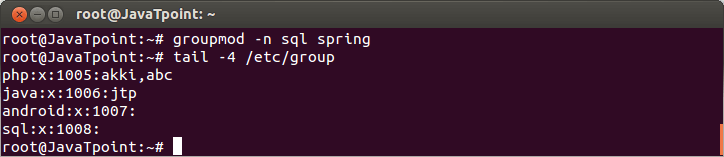 root@JavaTpoint: ~
root@JavaTpoint:~# groupmod -n sql spring
root@JavaTpoint:~# tail -4 /etc/group
php:x:1005:akki,abc
java:x:1006:jtp
android:x:1007:
sql:x:1008:
root@JavaTpoint:~#